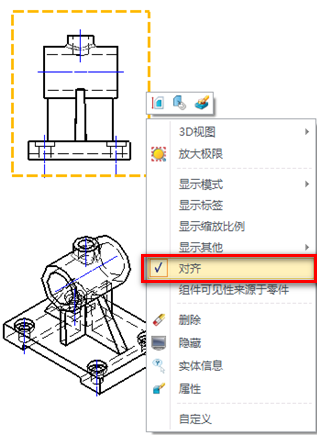 3D视图
放大极限
显示模式
显示标签
显示缩放比例
显示其他
对齐
组件可见性来源于零件
删除
隐藏
实体信息
属性
自定义